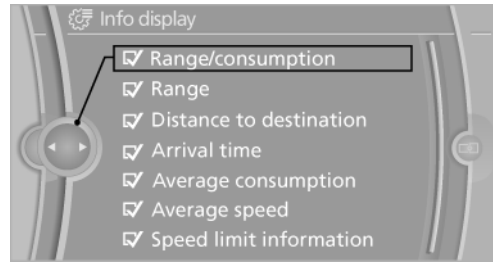 Info display
Range/consumption
Range
Distance to destination
Arrival time
Average consumption
Average speed
Speed limit information